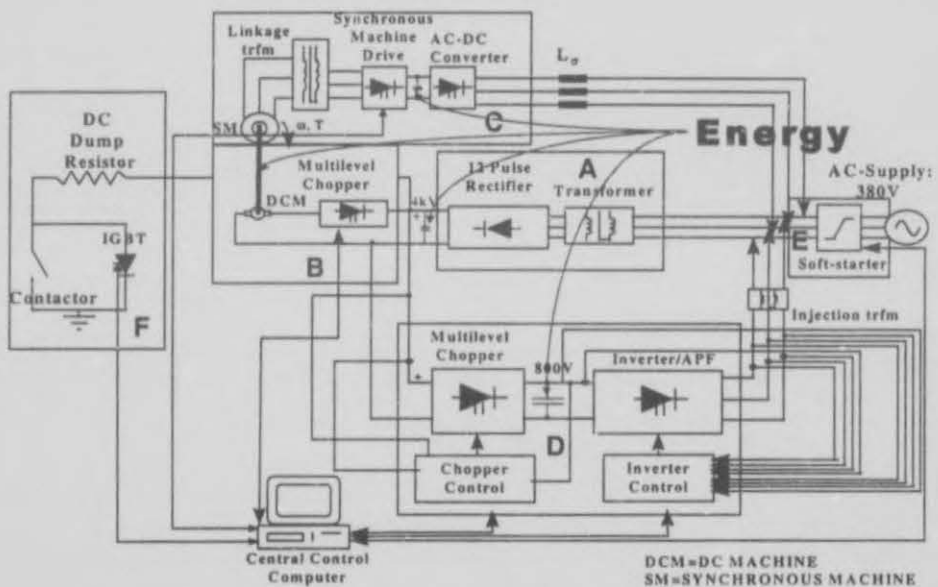 Linkage
trfm
Synchronous
Machine
Drive
AC-DC
Converter
Lσ
DC
Dump
Resistor
SM
ω, T
C
Energy
Multilevel
Chopper
12 Pulse
Rectifier
A
Transformer
AC-Supply:
380V
DCM
4kV
+
IGBT
B
E
Soft-starter
Contactor
F
Multilevel
Chopper
800V
Inverter/APF
Injection trfm
+
D
Chopper
Control
Inverter
Control
Central Control
Computer
DCM=DC MACHINE
SM=SYNCHRONOUS MACHINE